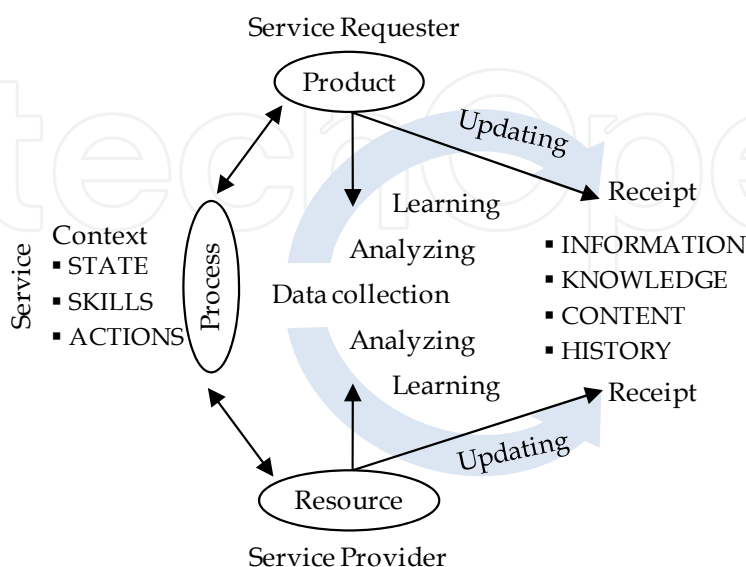 Service Requester
Product
Updating
Receipt
Learning
Analyzing
Data collection
Analyzing
Learning
Service
Context
▪ STATE
▪ SKILLS
▪ ACTIONS
Process
▪ INFORMATION
▪ KNOWLEDGE
▪ CONTENT
▪ HISTORY
Receipt
Updating
Resource
Service Provider